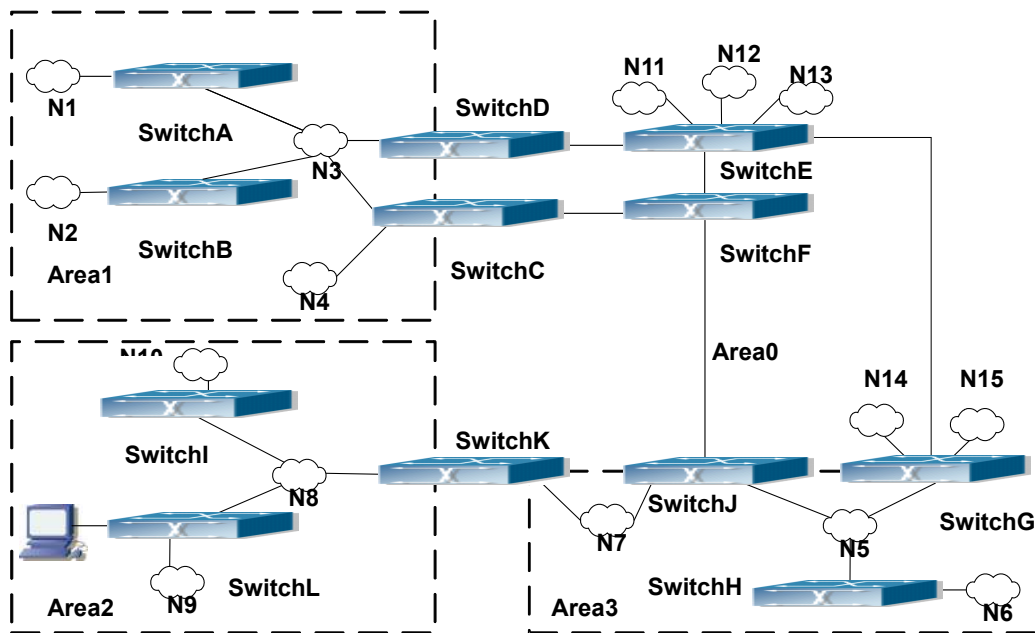 N11
N12
N13
N1
SwitchD
SwitchA
N3
SwitchE
N2
SwitchB
SwitchF
Area1
N4
SwitchC
Area0
N14
N15
SwitchI
SwitchK
N8
SwitchJ
SwitchG
N7
N5
Area2
N9
SwitchL
Area3
SwitchH
N6